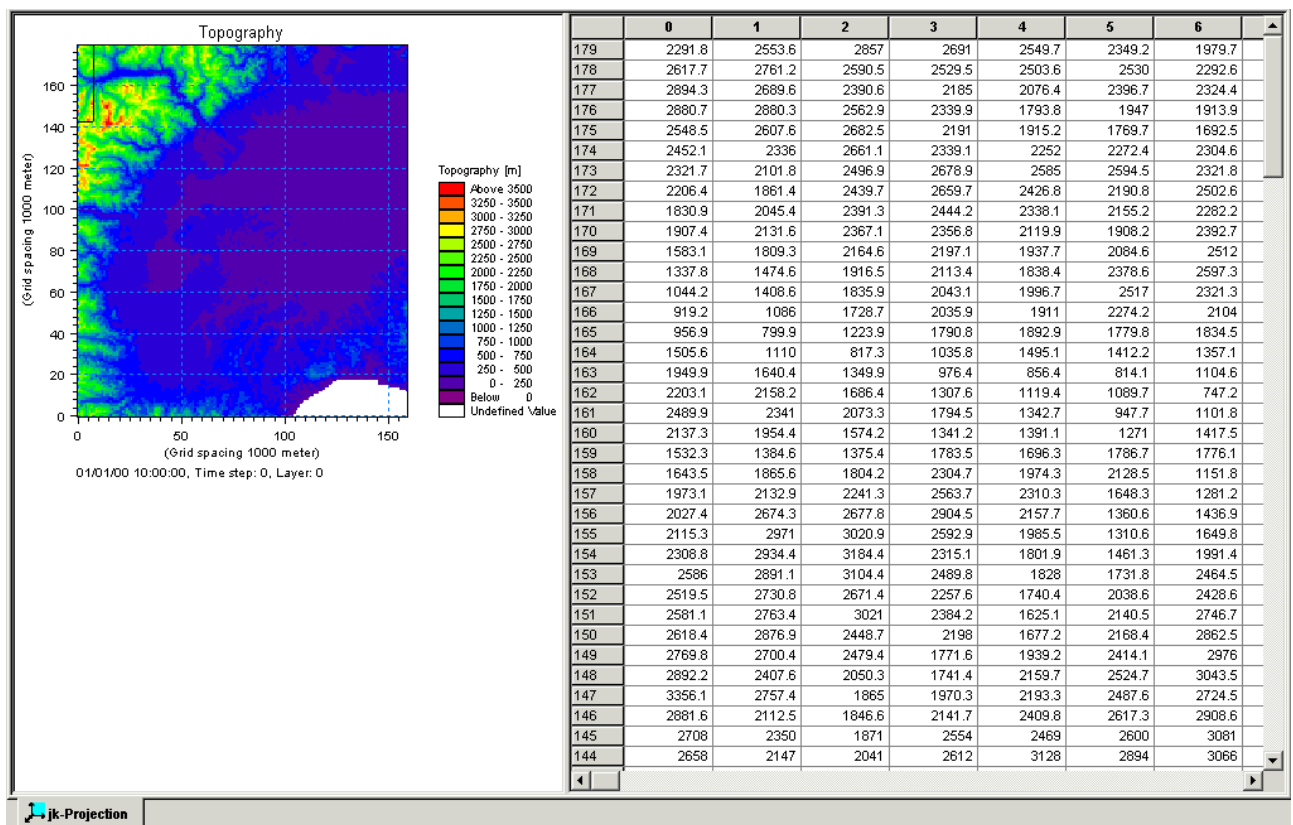 Topography
160
140
120
100
80
60
40
20
0
(Grid spacing 1000 meter)
0 50 100 150
(Grid spacing 1000 meter)
01/01/00 10:00:00, Time step: 0, Layer: 0
Topography [m]
Above 3500
3250 - 3500
3000 - 3250
2750 - 3000
2500 - 2750
2250 - 2500
2000 - 2250
1750 - 2000
1500 - 1750
1250 - 1500
1000 - 1250
750 - 1000
500 - 750
250 - 500
0 - 250
Below 0
Undefined Value
0 1 2 3 4 5 6
179 2291.8 2553.6 2857 2691 2549.7 2349.2 1979.7
178 2617.7 2761.2 2590.5 2529.5 2503.6 2530 2292.6
177 2894.3 2689.6 2390.6 2185 2076.4 2396.7 2324.4
176 2880.7 2880.3 2562.9 2339.9 1793.8 1947 1913.9
175 2548.5 2607.6 2682.5 2191 1915.2 1769.7 1692.5
174 2452.1 2336 2661.1 2339.1 2252 2272.4 2304.6
173 2321.7 2101.8 2496.9 2678.9 2585 2594.5 2321.8
172 2206.4 1861.4 2439.7 2659.7 2426.8 2190.8 2502.6
171 1830.9 2045.4 2391.3 2444.2 2338.1 2155.2 2282.2
170 1907.4 2131.6 2367.1 2356.8 2119.9 1908.2 2392.7
169 1583.1 1809.3 2164.6 2197.1 1937.7 2084.6 2512
168 1337.8 1474.6 1916.5 2113.4 1838.4 2378.6 2597.3
167 1044.2 1408.6 1835.9 2043.1 1996.7 2517 2321.3
166 919.2 1086 1728.7 2035.9 1911 2274.2 2104
165 956.9 799.9 1223.9 1790.8 1892.9 1779.8 1834.5
164 1505.6 1110 817.3 1035.8 1495.1 1412.2 1357.1
163 1949.9 1640.4 1349.9 976.4 856.4 814.1 1104.6
162 2203.1 2158.2 1686.4 1307.6 1119.4 1089.7 747.2
161 2489.9 2341 2073.3 1794.5 1342.7 947.7 1101.8
160 2137.3 1954.4 1574.2 1341.2 1391.1 1271 1417.5
159 1532.3 1384.6 1375.4 1783.5 1696.3 1786.7 1776.1
158 1643.5 1865.6 1804.2 2304.7 1974.3 2128.5 1151.8
157 1973.1 2132.9 2241.3 2563.7 2310.3 1648.3 1281.2
156 2027.4 2674.3 2677.8 2904.5 2157.7 1360.6 1436.9
155 2115.3 2971 3020.9 2592.9 1985.5 1310.6 1649.8
154 2308.8 2934.4 3184.4 2315.1 1801.9 1461.3 1991.4
153 2586 2891.1 3104.4 2489.8 1828 1731.8 2464.5
152 2519.5 2730.8 2671.4 2257.6 1740.4 2038.6 2428.6
151 2581.1 2763.4 3021 2384.2 1625.1 2140.5 2746.7
150 2618.4 2876.9 2448.7 2198 1677.2 2168.4 2862.5
149 2769.8 2700.4 2479.4 1771.6 1939.2 2414.1 2976
148 2892.2 2407.6 2050.3 1741.4 2159.7 2524.7 3043.5
147 3356.1 2757.4 1865 1970.3 2193.3 2487.6 2724.5
146 2881.6 2112.5 1846.6 2141.7 2409.8 2617.3 2908.6
145 2708 2350 1871 2554 2469 2600 3081
144 2658 2147 2041 2612 3128 2894 3066
jk-Projection